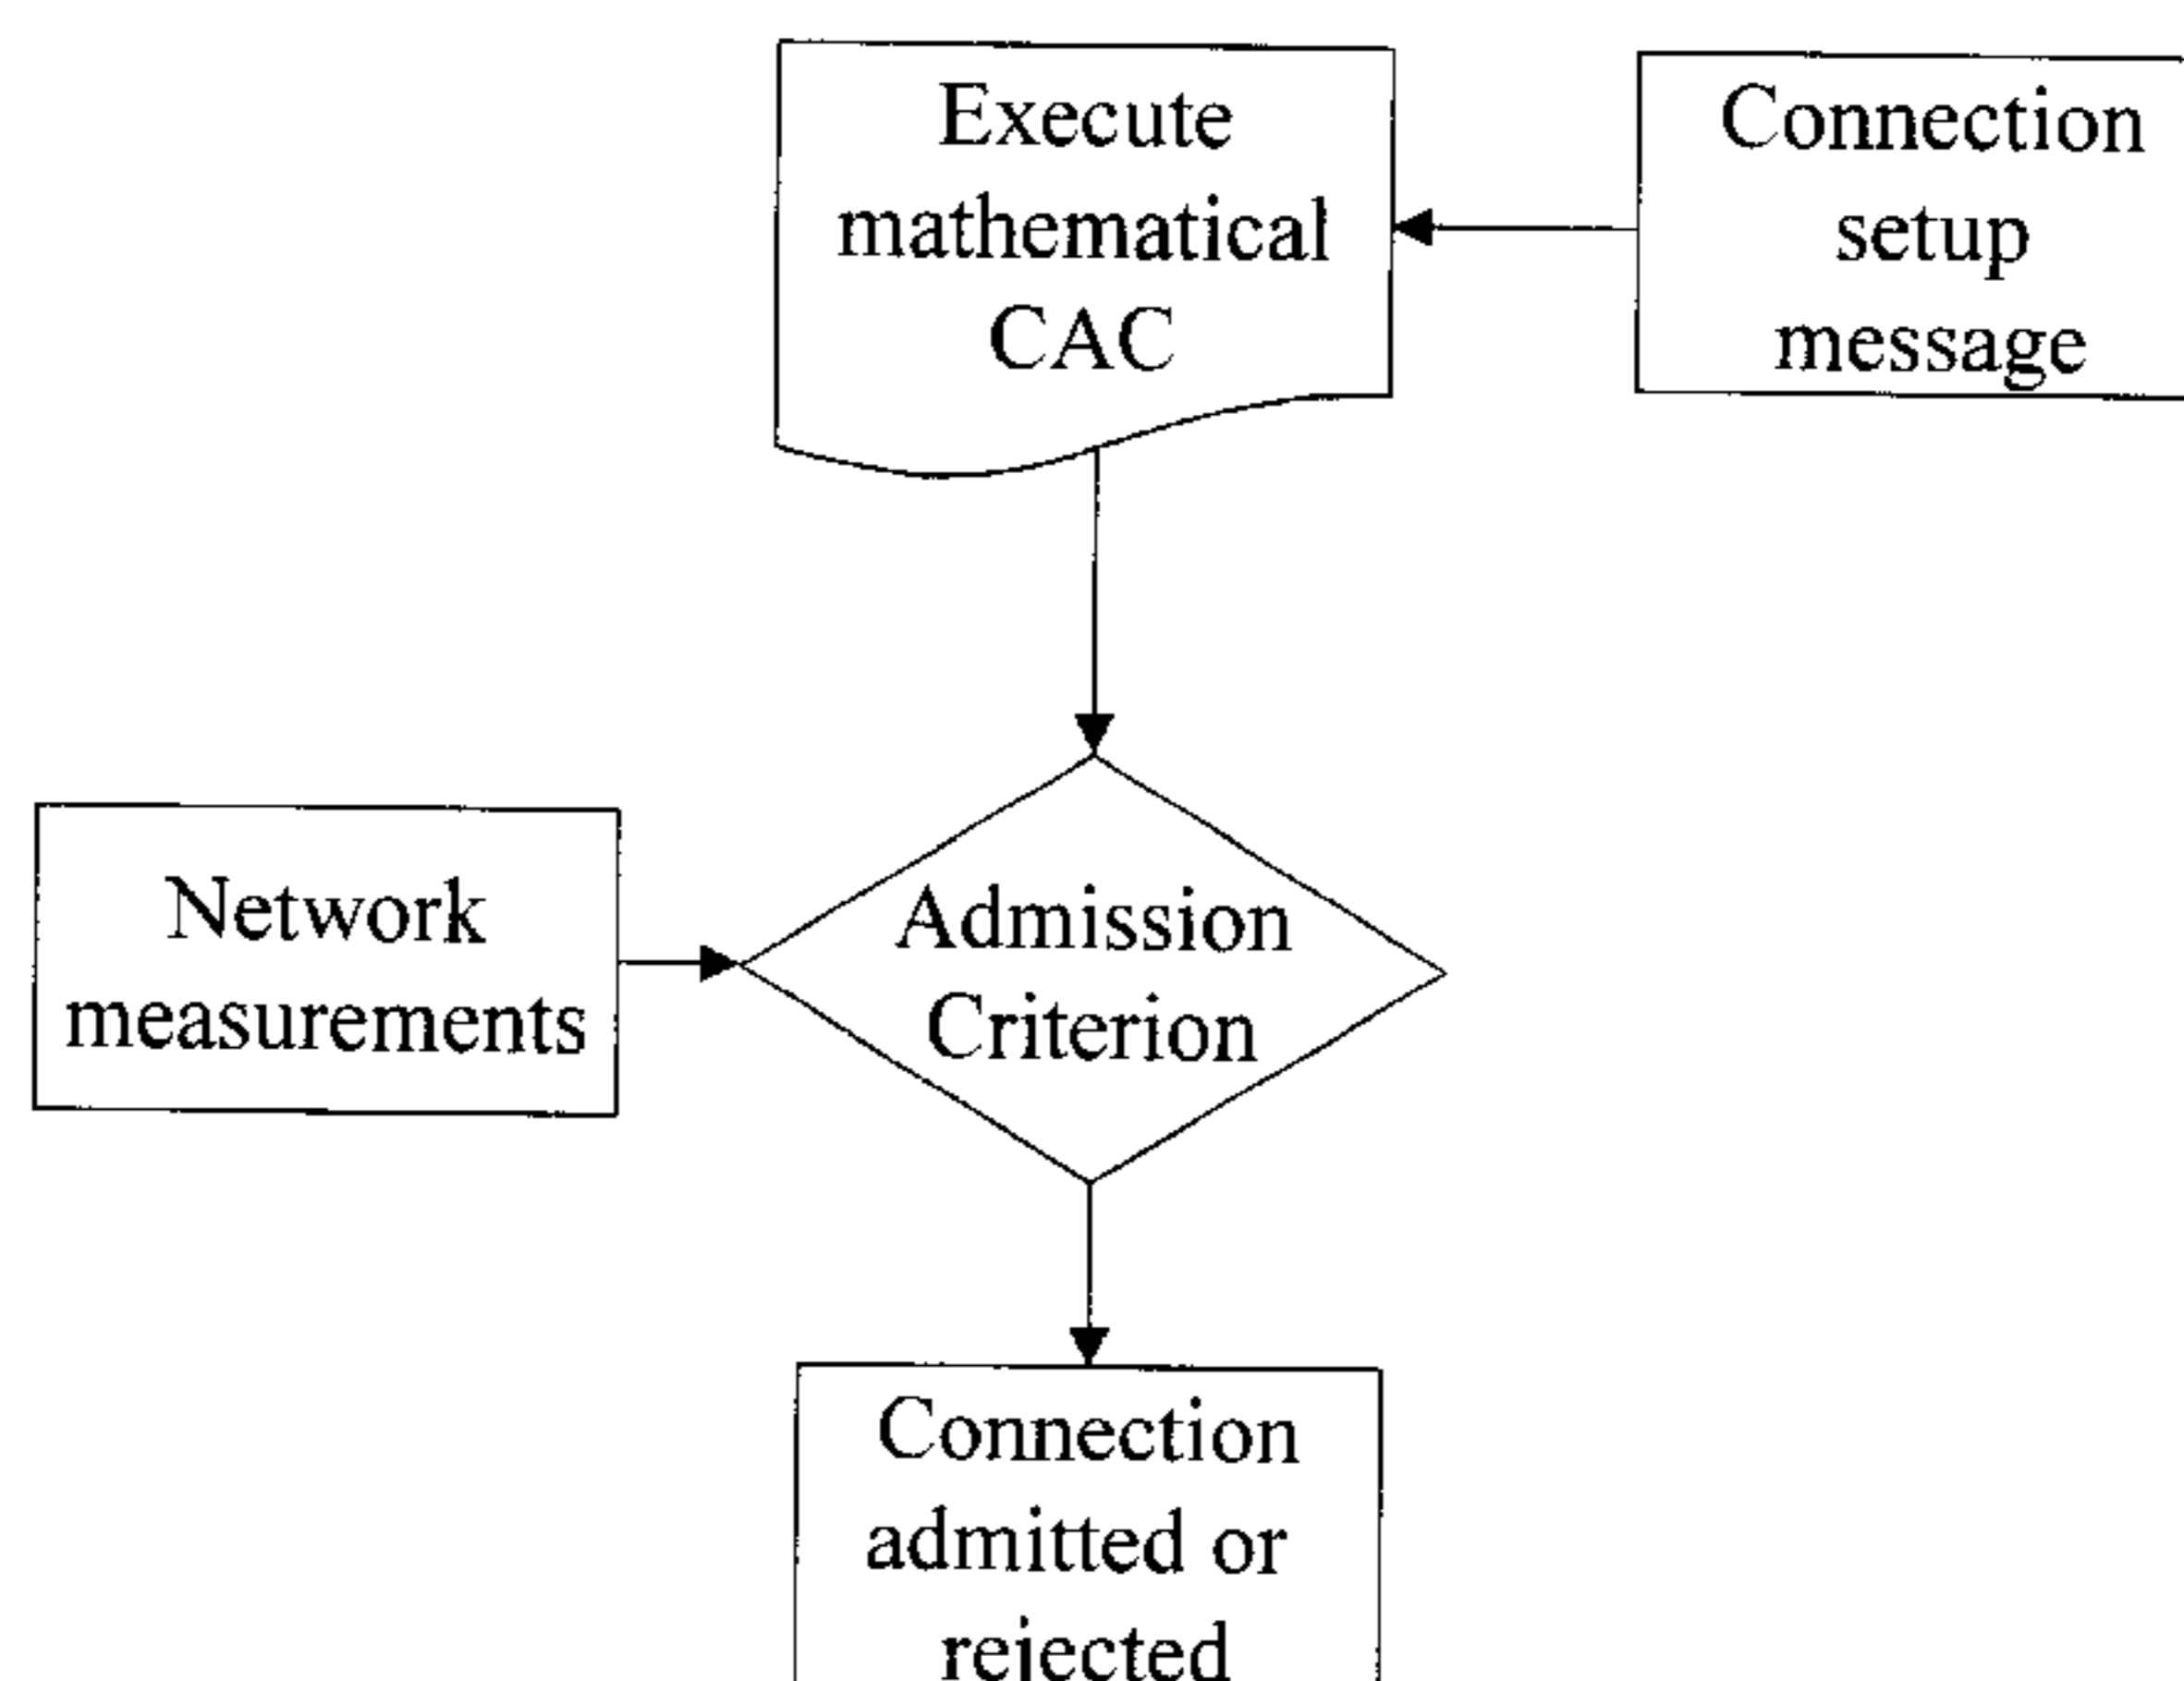 Execute
mathematical
CAC
Connection
setup
message
Network
measurements
Admission
Criterion
Connection
admitted or
rejected